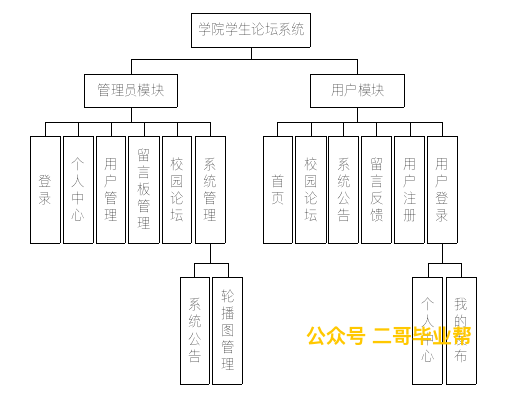 学院学生论坛系统
管理员模块
用户模块
登录
个人中心
用户管理
留言板管理
校园论坛
系统管理
首页
校园论坛
系统公告
留言反馈
用户注册
用户登录
系统公告
轮播图管理
个人中心
我的发布
公众号 二哥毕业帮